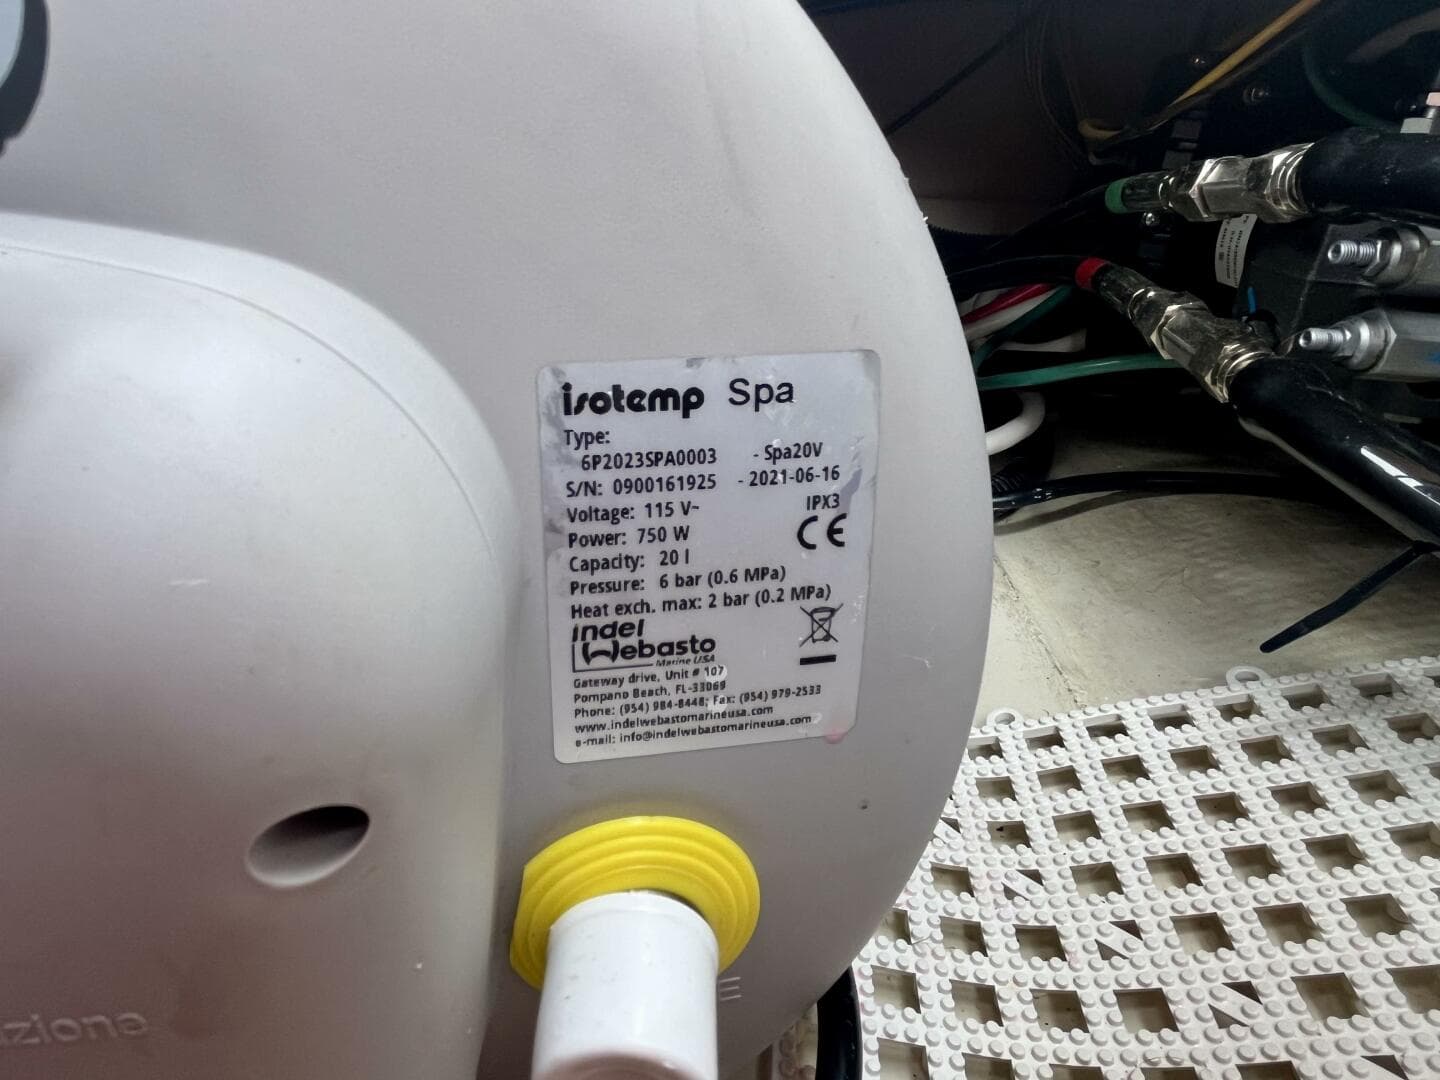 isotemp Spa
Type:
6P2023SPA0003 - Spa20V
S/N: 0900161925 - 2021-06-16
Voltage: 115 V~ IPX3
Power: 750 W CE
Capacity: 20 l
Pressure: 6 bar (0.6 MPa)
Heat exch. max: 2 bar (0.2 MPa)
indel
Webasto
Marine USA
Gateway drive, Unit # 107
Pompano Beach, FL-33069
Phone: (954) 984-8448; Fax: (954) 979-2533
www.indelwebastomarineusa.com
e-mail: info@indelwebastomarineusa.com